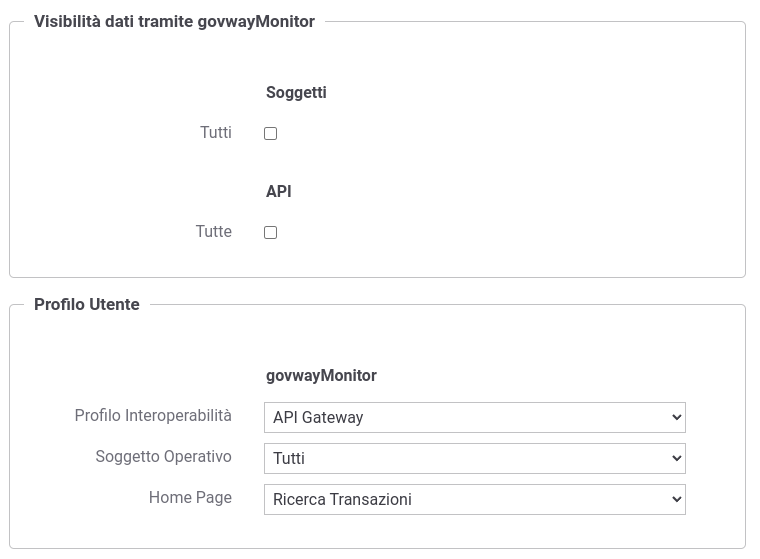 Visibilità dati tramite govwayMonitor
Soggetti
Tutti
API
Tutte
Profilo Utente
govwayMonitor
Profilo Interoperabilità API Gateway
Soggetto Operativo Tutti
Home Page Ricerca Transazioni